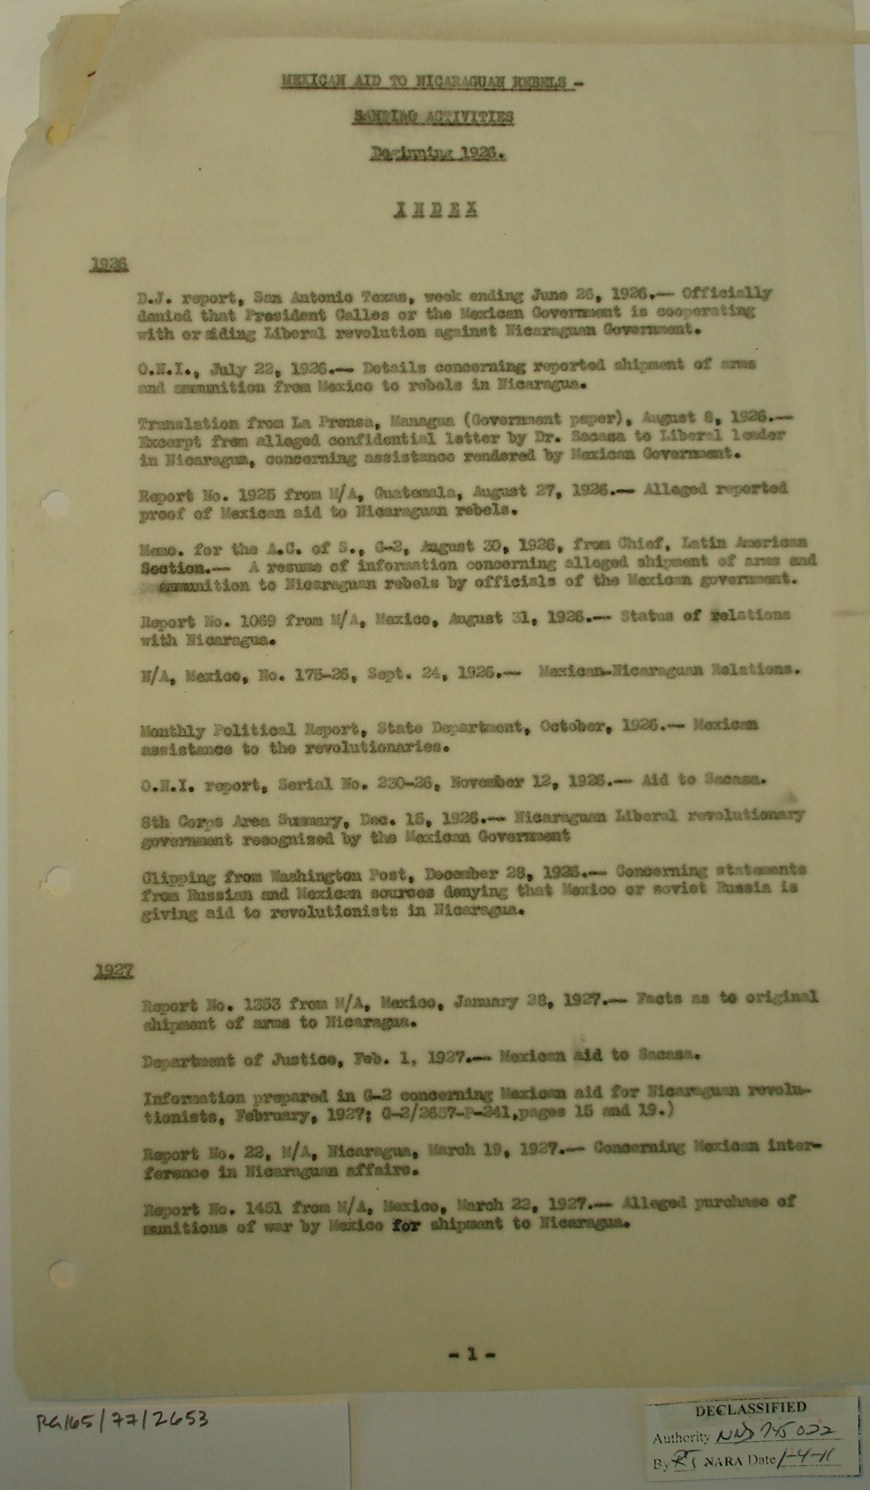 MEXICAN AID TO NICARAGUAN REBELS -
SANDINO ACTIVITIES
Beginning 1926.
I N D E X
1926
D.J. report, San Antonio Texas, week ending June 26, 1926.-- Officially
denied that President Calles or the Mexican Government is cooperating
with or aiding Liberal revolution against Nicaraguan Government.
O.N.I., July 22, 1926.-- Details concerning reported shipment of arms
and ammunition from Mexico to rebels in Nicaragua.
Translation from La Prensa, Managua (Government paper), August 8, 1926.--
Excerpt from alleged confidential letter by Dr. Sacasa to Liberal leader
in Nicaragua, concerning assistance rendered by Mexican Government.
Report No. 1925 from M/A, Guatemala, August 27, 1926.-- Alleged reported
proof of Mexican aid to Nicaraguan rebels.
Memo. for the A.C. of S., G-2, August 30, 1926, from Chief, Latin American
Section.-- A resume of information concerning alleged shipment of arms and
ammunition to Nicaraguan rebels by officials of the Mexican government.
Report No. 1069 from M/A, Mexico, August 31, 1926.-- Status of relations
with Nicaragua.
N/A, Mexico, No. 175-26, Sept. 24, 1926.-- Mexican-Nicaraguan Relations.
Monthly Political Report, State Department, October, 1926.-- Mexican
assistance to the revolutionaries.
O.N.I. report, Serial No. 230-26, November 12, 1926.-- Aid to Sacasa.
8th Corps Area Summary, Dec. 15, 1926.-- Nicaraguan Liberal revolutionary
government recognized by the Mexican Government
Clipping from Washington Post, December 28, 1926.-- Concerning statements
from Russian and Mexican sources denying that Mexico or soviet Russia is
giving aid to revolutionists in Nicaragua.
1927
Report No. 1353 from M/A, Mexico, January 28, 1927.-- Facts as to original
shipment of arms to Nicaragua.
Department of Justice, Feb. 1, 1927.-- Mexican aid to Sacasa.
Information prepared in G-2 concerning Mexican aid for Nicaraguan revolu-
tionists, February, 1927; G-2/2657-P-241,pages 15 and 19.)
Report No. 22, M/A, Nicaragua, March 19, 1927.-- Concerning Mexican inter-
ference in Nicaraguan affairs.
Report No. 1451 from M/A, Mexico, March 22, 1927.-- Alleged purchase of
munitions of war by Mexico for shipment to Nicaragua.
- 1 -
RG165/77/2653
DECLASSIFIED
Authority NND 745022
By RT NARA Date 1-4-11